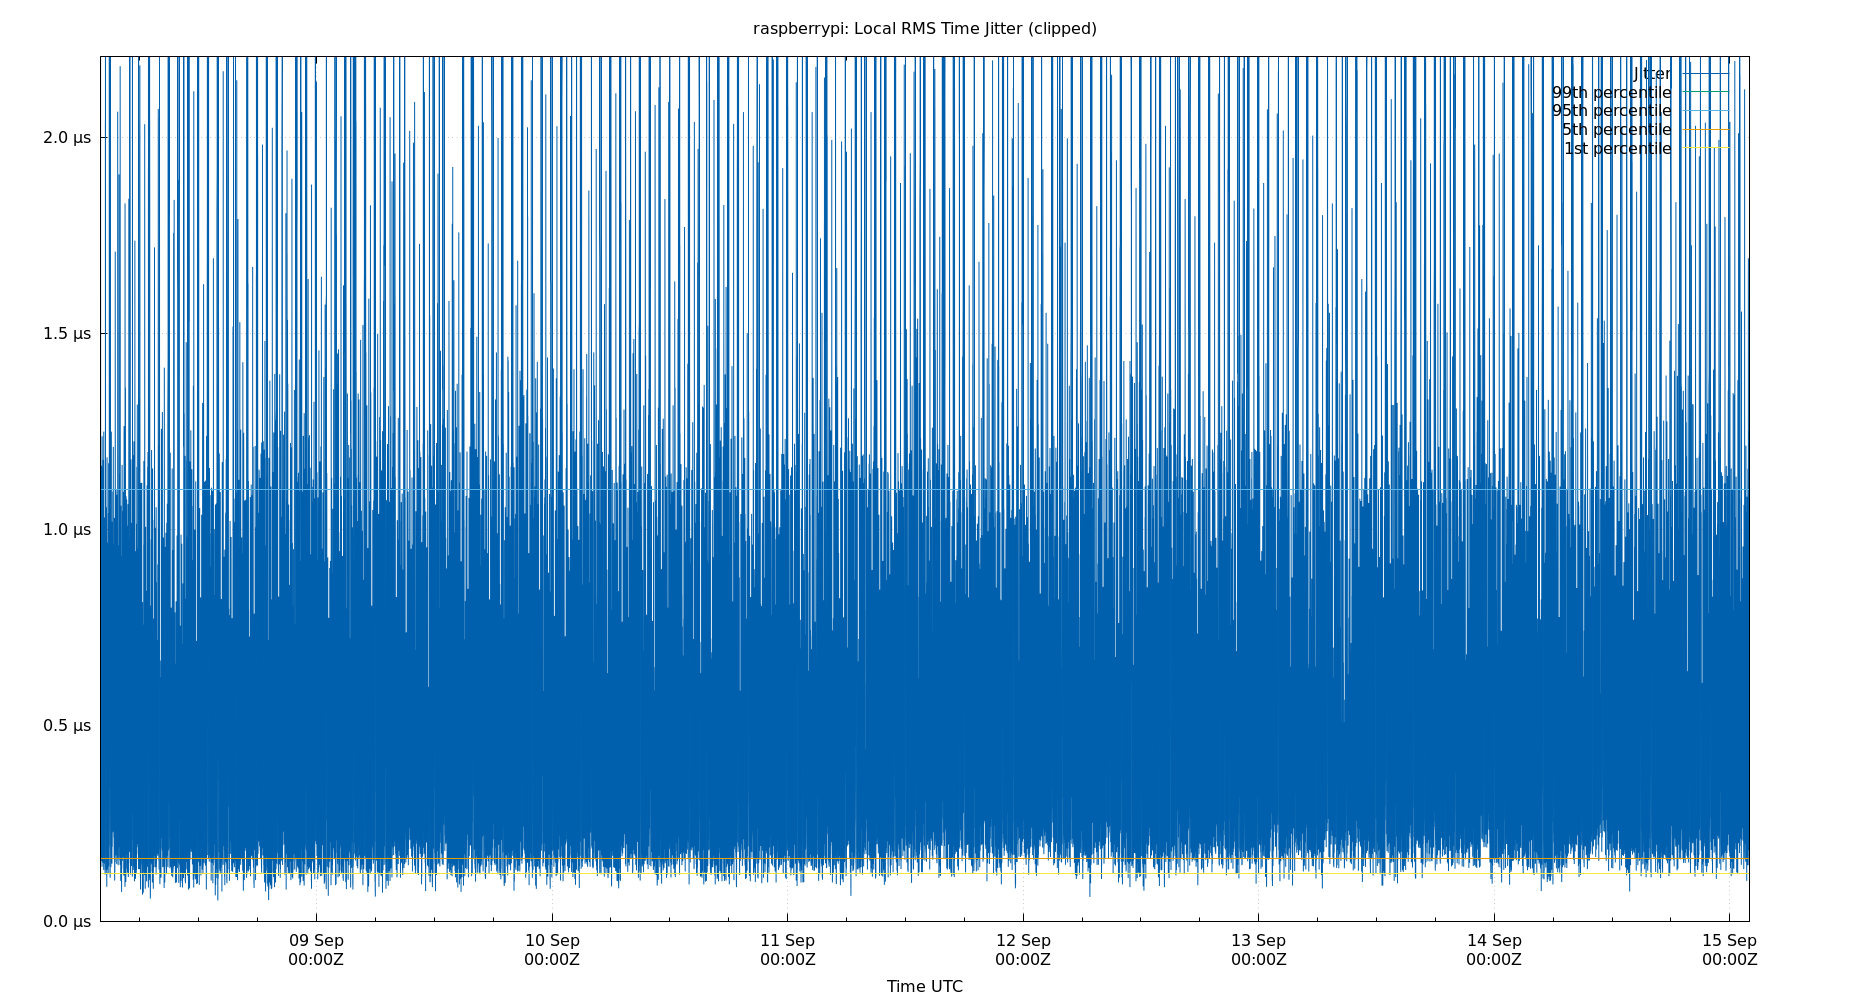 raspberrypi: Local RMS Time Jitter (clipped)
Jitter
99th percentile
95th percentile
5th percentile
1st percentile
2.0 µs
1.5 µs
1.0 µs
0.5 µs
0.0 µs
09 Sep 10 Sep 11 Sep 12 Sep 13 Sep 14 Sep 15 Sep
00:00Z 00:00Z 00:00Z 00:00Z 00:00Z 00:00Z 00:00Z
Time UTC